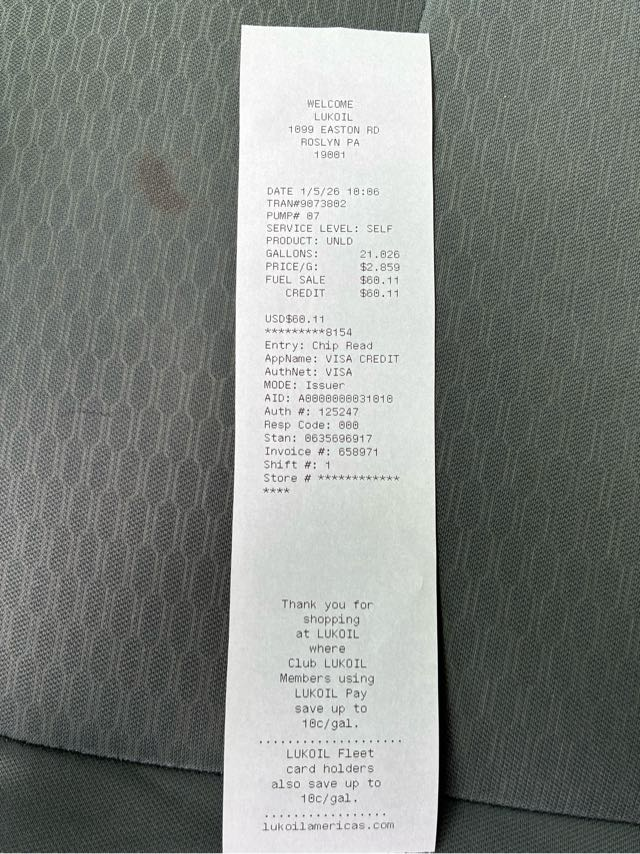 WELCOME
LUKOIL
1099 EASTON RD
ROSLYN PA
19001
DATE 1/5/26 10:06
TRAN#9073002
PUMP# 07
SERVICE LEVEL: SELF
PRODUCT: UNLD
GALLONS: 21.026
PRICE/G: $2.859
FUEL SALE $60.11
CREDIT $60.11
USD$60.11
*********8154
Entry: Chip Read
AppName: VISA CREDIT
AuthNet: VISA
MODE: Issuer
AID: A0000000031010
Auth #: 125247
Resp Code: 000
Stan: 0635696917
Invoice #: 658971
Shift #: 1
Store # ************
****
Thank you for
shopping
at LUKOIL
where
Club LUKOIL
Members using
LUKOIL Pay
save up to
10c/gal.
....................
LUKOIL Fleet
card holders
also save up to
10c/gal.
.................
lukoilamericas.com